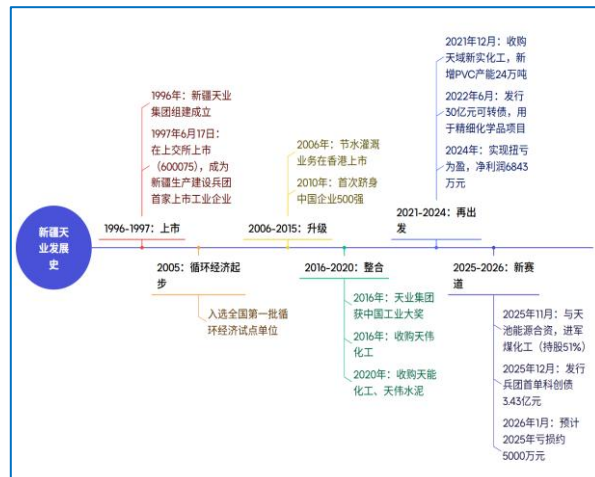 新疆天
业发展
史
1996-1997：上市
1996年：新疆天业
集团组建成立
1997年6月17日：
在上交所上市
（600075），成为
新疆生产建设兵团
首家上市工业企业
2005：循环经济起
步
入选全国第一批循
环经济试点单位
2006-2015：升级
2006年：节水灌溉
业务在香港上市
2010年：首次跻身
中国企业500强
2016-2020：整合
2016年：天业集团
获中国工业大奖
2016年：收购天伟
化工
2020年：收购天能
化工、天伟水泥
2021-2024：再出
发
2021年12月：收购
天域新实化工，新
增PVC产能24万吨
2022年6月：发行
30亿元可转债，用
于精细化学品项目
2024年：实现扭亏
为盈，净利润6843
万元
2025-2026：新赛
道
2025年11月：与天
池能源合资，进军
煤化工（持股51%）
2025年12月：发行
兵团首单科创债
3.43亿元
2026年1月：预计
2025年亏损约
5000万元